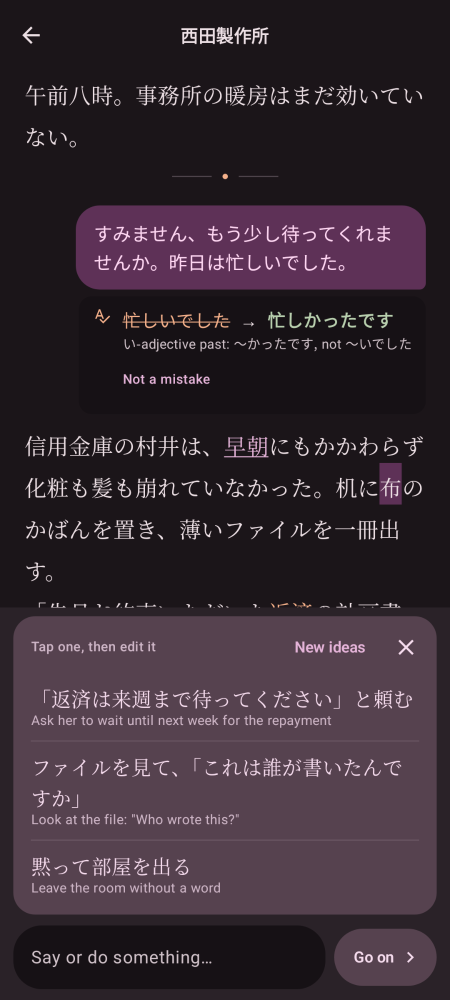 西田製作所
午前八時。事務所の暖房はまだ効いてい
ない。
すみません、もう少し待ってくれま
せんか。昨日は忙しいでした。
忙しいでした → 忙しかったです
い-adjective past: 〜かったです, not 〜いでした
Not a mistake
信用金庫の村井は、早朝にもかかわらず
化粧も髪も崩れていなかった。机に布の
かばんを置き、薄いファイルを一冊出
す。
Tap one, then edit it
New ideas
「返済は来週まで待ってください」と頼む
Ask her to wait until next week for the repayment
ファイルを見て、「これは誰が書いたんで
すか」
Look at the file: "Who wrote this?"
黙って部屋を出る
Leave the room without a word
Say or do something…
Go on